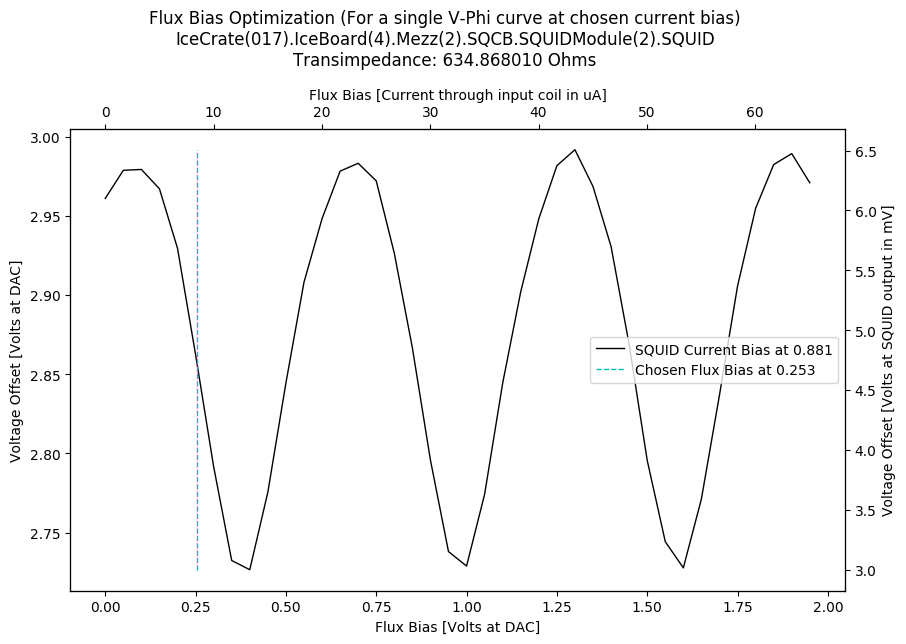 Flux Bias Optimization (For a single V-Phi curve at chosen current bias)
IceCrate(017).IceBoard(4).Mezz(2).SQCB.SQUIDModule(2).SQUID
Transimpedance: 634.868010 Ohms
Flux Bias [Current through input coil in uA]
0 10 20 30 40 50 60
3.00
2.95
2.90
2.85
2.80
2.75
Voltage Offset [Volts at DAC]
6.5
6.0
5.5
5.0
4.5
4.0
3.5
3.0
Voltage Offset [Volts at SQUID output in mV]
SQUID Current Bias at 0.881
Chosen Flux Bias at 0.253
0.00 0.25 0.50 0.75 1.00 1.25 1.50 1.75 2.00
Flux Bias [Volts at DAC]